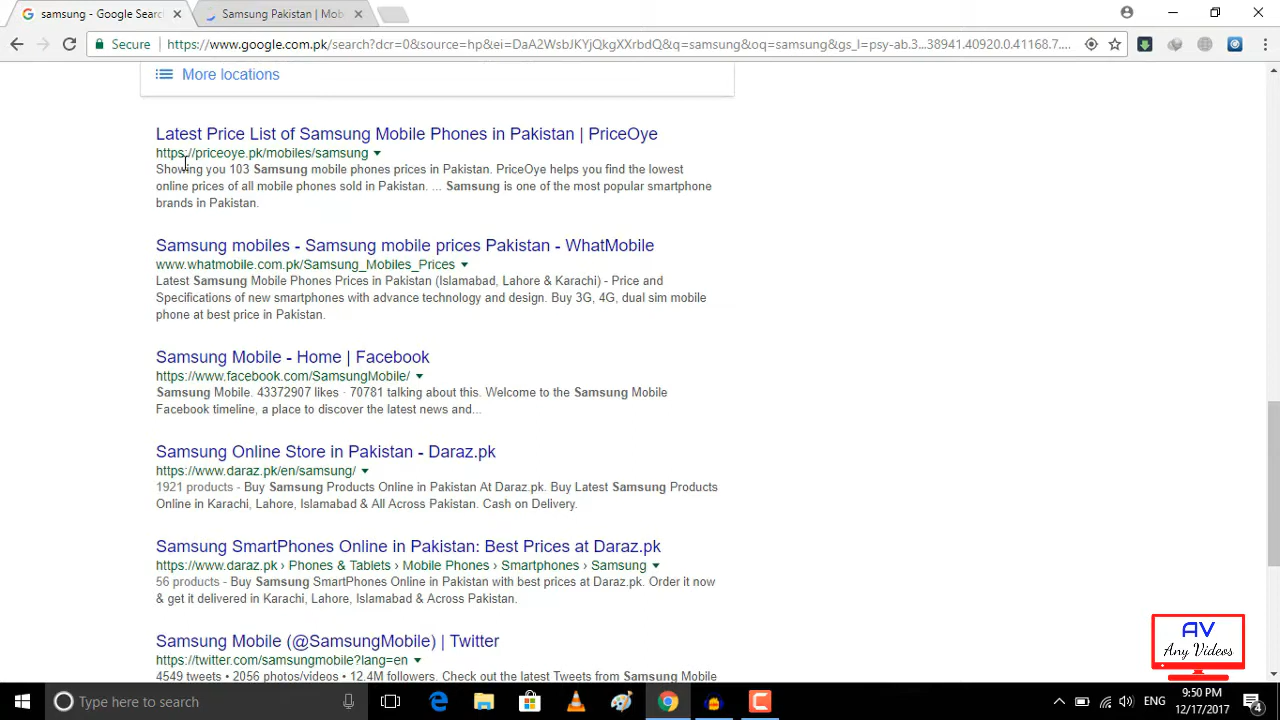 samsung - Google Searc
Samsung Pakistan | Mob
Secure
https://www.google.com.pk/search?dcr=0&source=hp&ei=DaA2WsbJKYjQkgXXrbdQ&q=samsung&oq=samsung&gs_l=psy-ab.3...38941.40920.0.41168.7....
More locations
Latest Price List of Samsung Mobile Phones in Pakistan | PriceOye
https://priceoye.pk/mobiles/samsung
Showing you 103 Samsung mobile phones prices in Pakistan. PriceOye helps you find the lowest
online prices of all mobile phones sold in Pakistan. ... Samsung is one of the most popular smartphone
brands in Pakistan.
Samsung mobiles - Samsung mobile prices Pakistan - WhatMobile
www.whatmobile.com.pk/Samsung_Mobiles_Prices
Latest Samsung Mobile Phones Prices in Pakistan (Islamabad, Lahore & Karachi) - Price and
Specifications of new smartphones with advance technology and design. Buy 3G, 4G, dual sim mobile
phone at best price in Pakistan.
Samsung Mobile - Home | Facebook
https://www.facebook.com/SamsungMobile/
Samsung Mobile. 43372907 likes · 70781 talking about this. Welcome to the Samsung Mobile
Facebook timeline, a place to discover the latest news and...
Samsung Online Store in Pakistan - Daraz.pk
https://www.daraz.pk/en/samsung/
1921 products - Buy Samsung Products Online in Pakistan At Daraz.pk. Buy Latest Samsung Products
Online in Karachi, Lahore, Islamabad & All Across Pakistan. Cash on Delivery.
Samsung SmartPhones Online in Pakistan: Best Prices at Daraz.pk
https://www.daraz.pk › Phones & Tablets › Mobile Phones › Smartphones › Samsung
56 products - Buy Samsung SmartPhones Online in Pakistan with best prices at Daraz.pk. Order it now
& get it delivered in Karachi, Lahore, Islamabad & Across Pakistan.
Samsung Mobile (@SamsungMobile) | Twitter
https://twitter.com/samsungmobile?lang=en
4549 tweets • 2056 photos/videos • 12.4M followers. Check out the latest Tweets from Samsung Mobile
AV
Any Videos
Type here to search
ENG
9:50 PM
12/17/2017
4